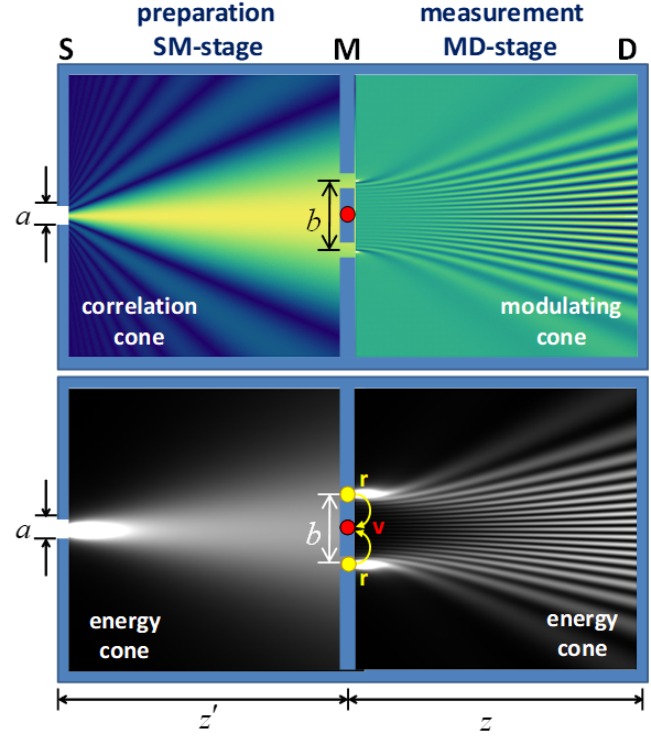 preparation measurement
SM-stage MD-stage
S M D
a b
correlation
cone
modulating
cone
a b r v r
energy
cone
energy
cone
z' z